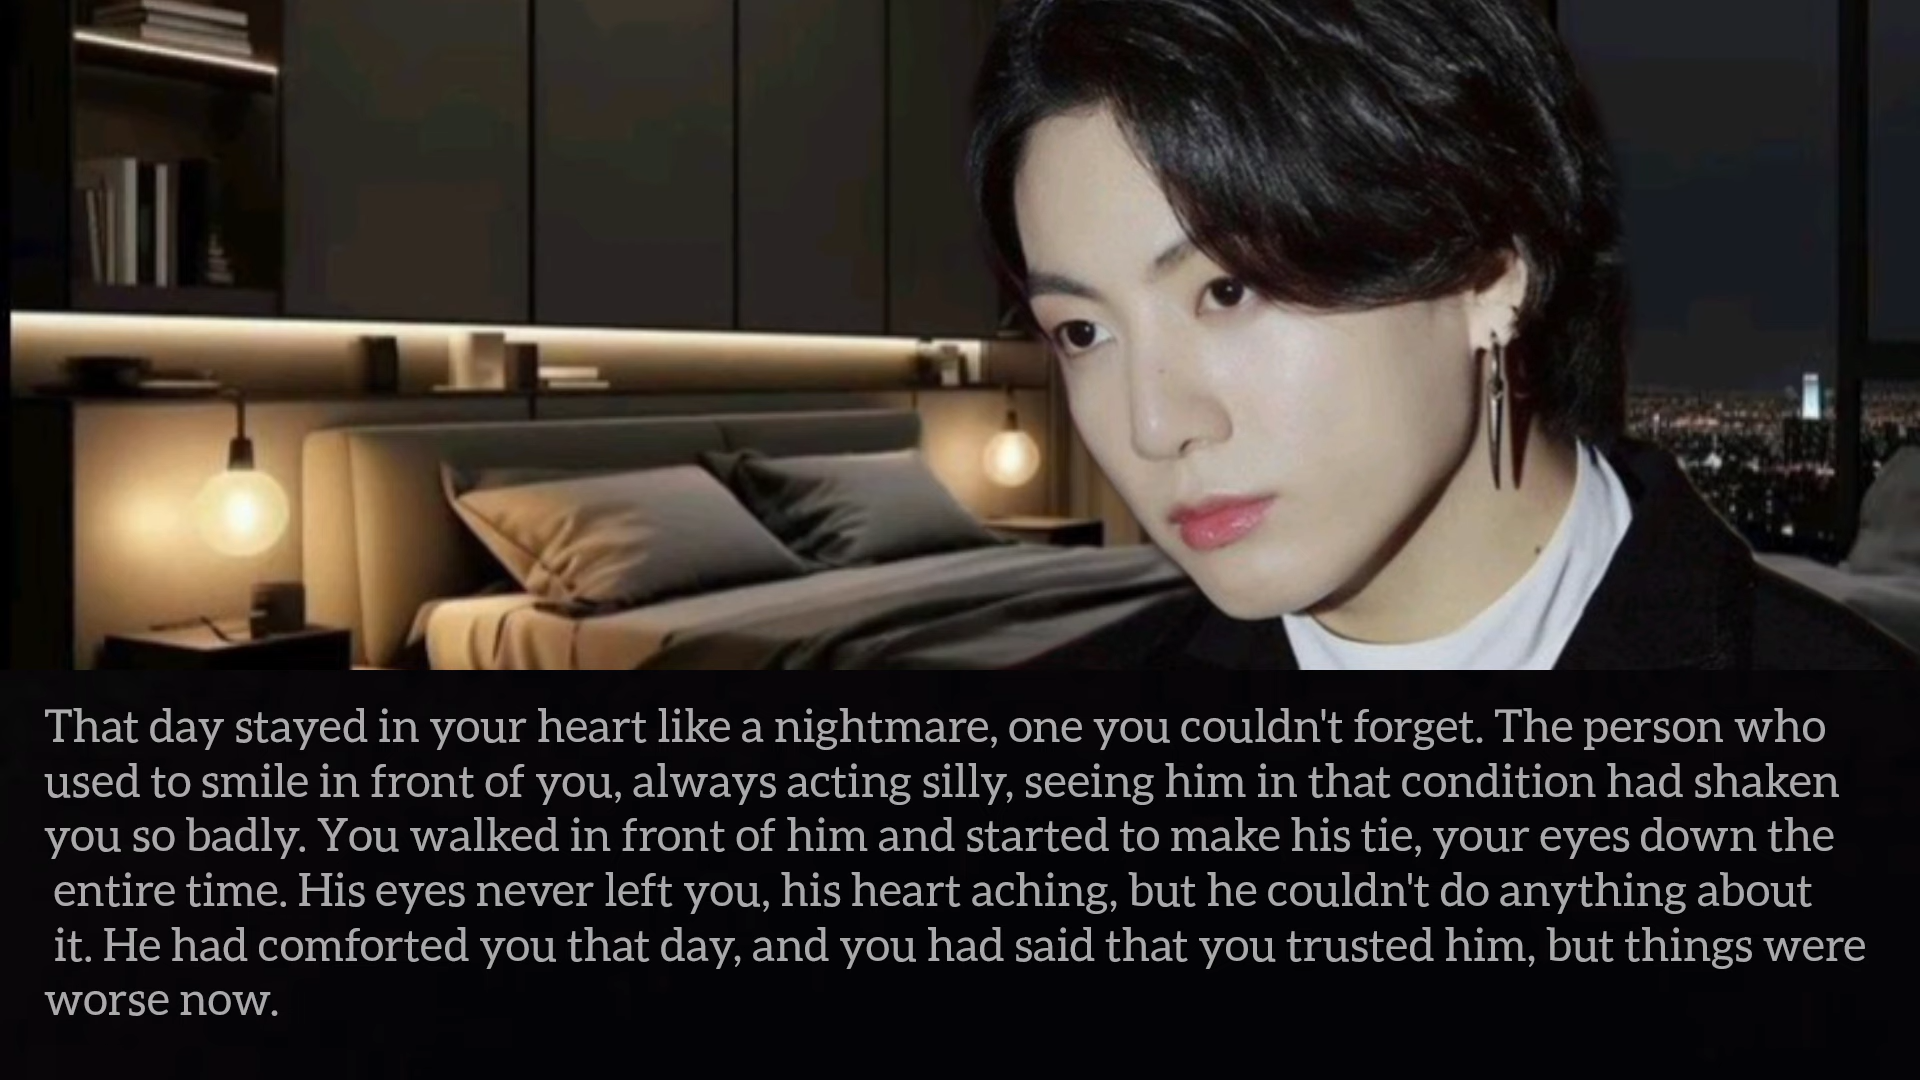 That day stayed in your heart like a nightmare, one you couldn't forget. The person who
used to smile in front of you, always acting silly, seeing him in that condition had shaken
you so badly. You walked in front of him and started to make his tie, your eyes down the
entire time. His eyes never left you, his heart aching, but he couldn't do anything about
it. He had comforted you that day, and you had said that you trusted him, but things were
worse now.